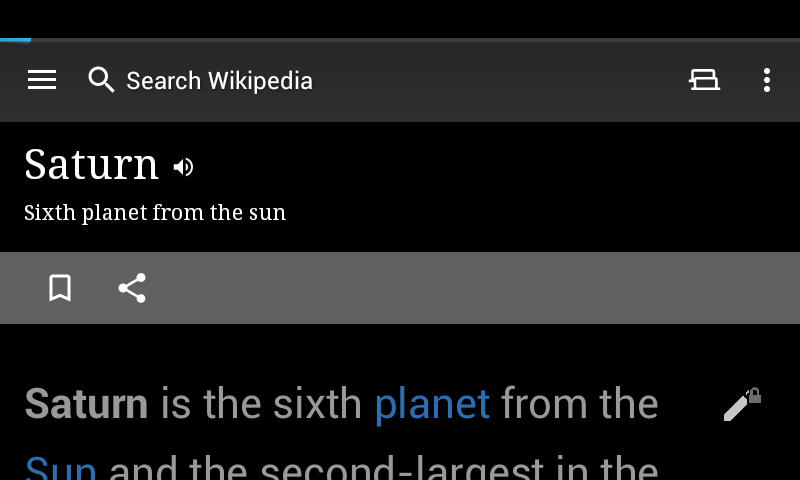 Search Wikipedia
Saturn
Sixth planet from the sun
Saturn is the sixth planet from the
Sun and the second-largest in the